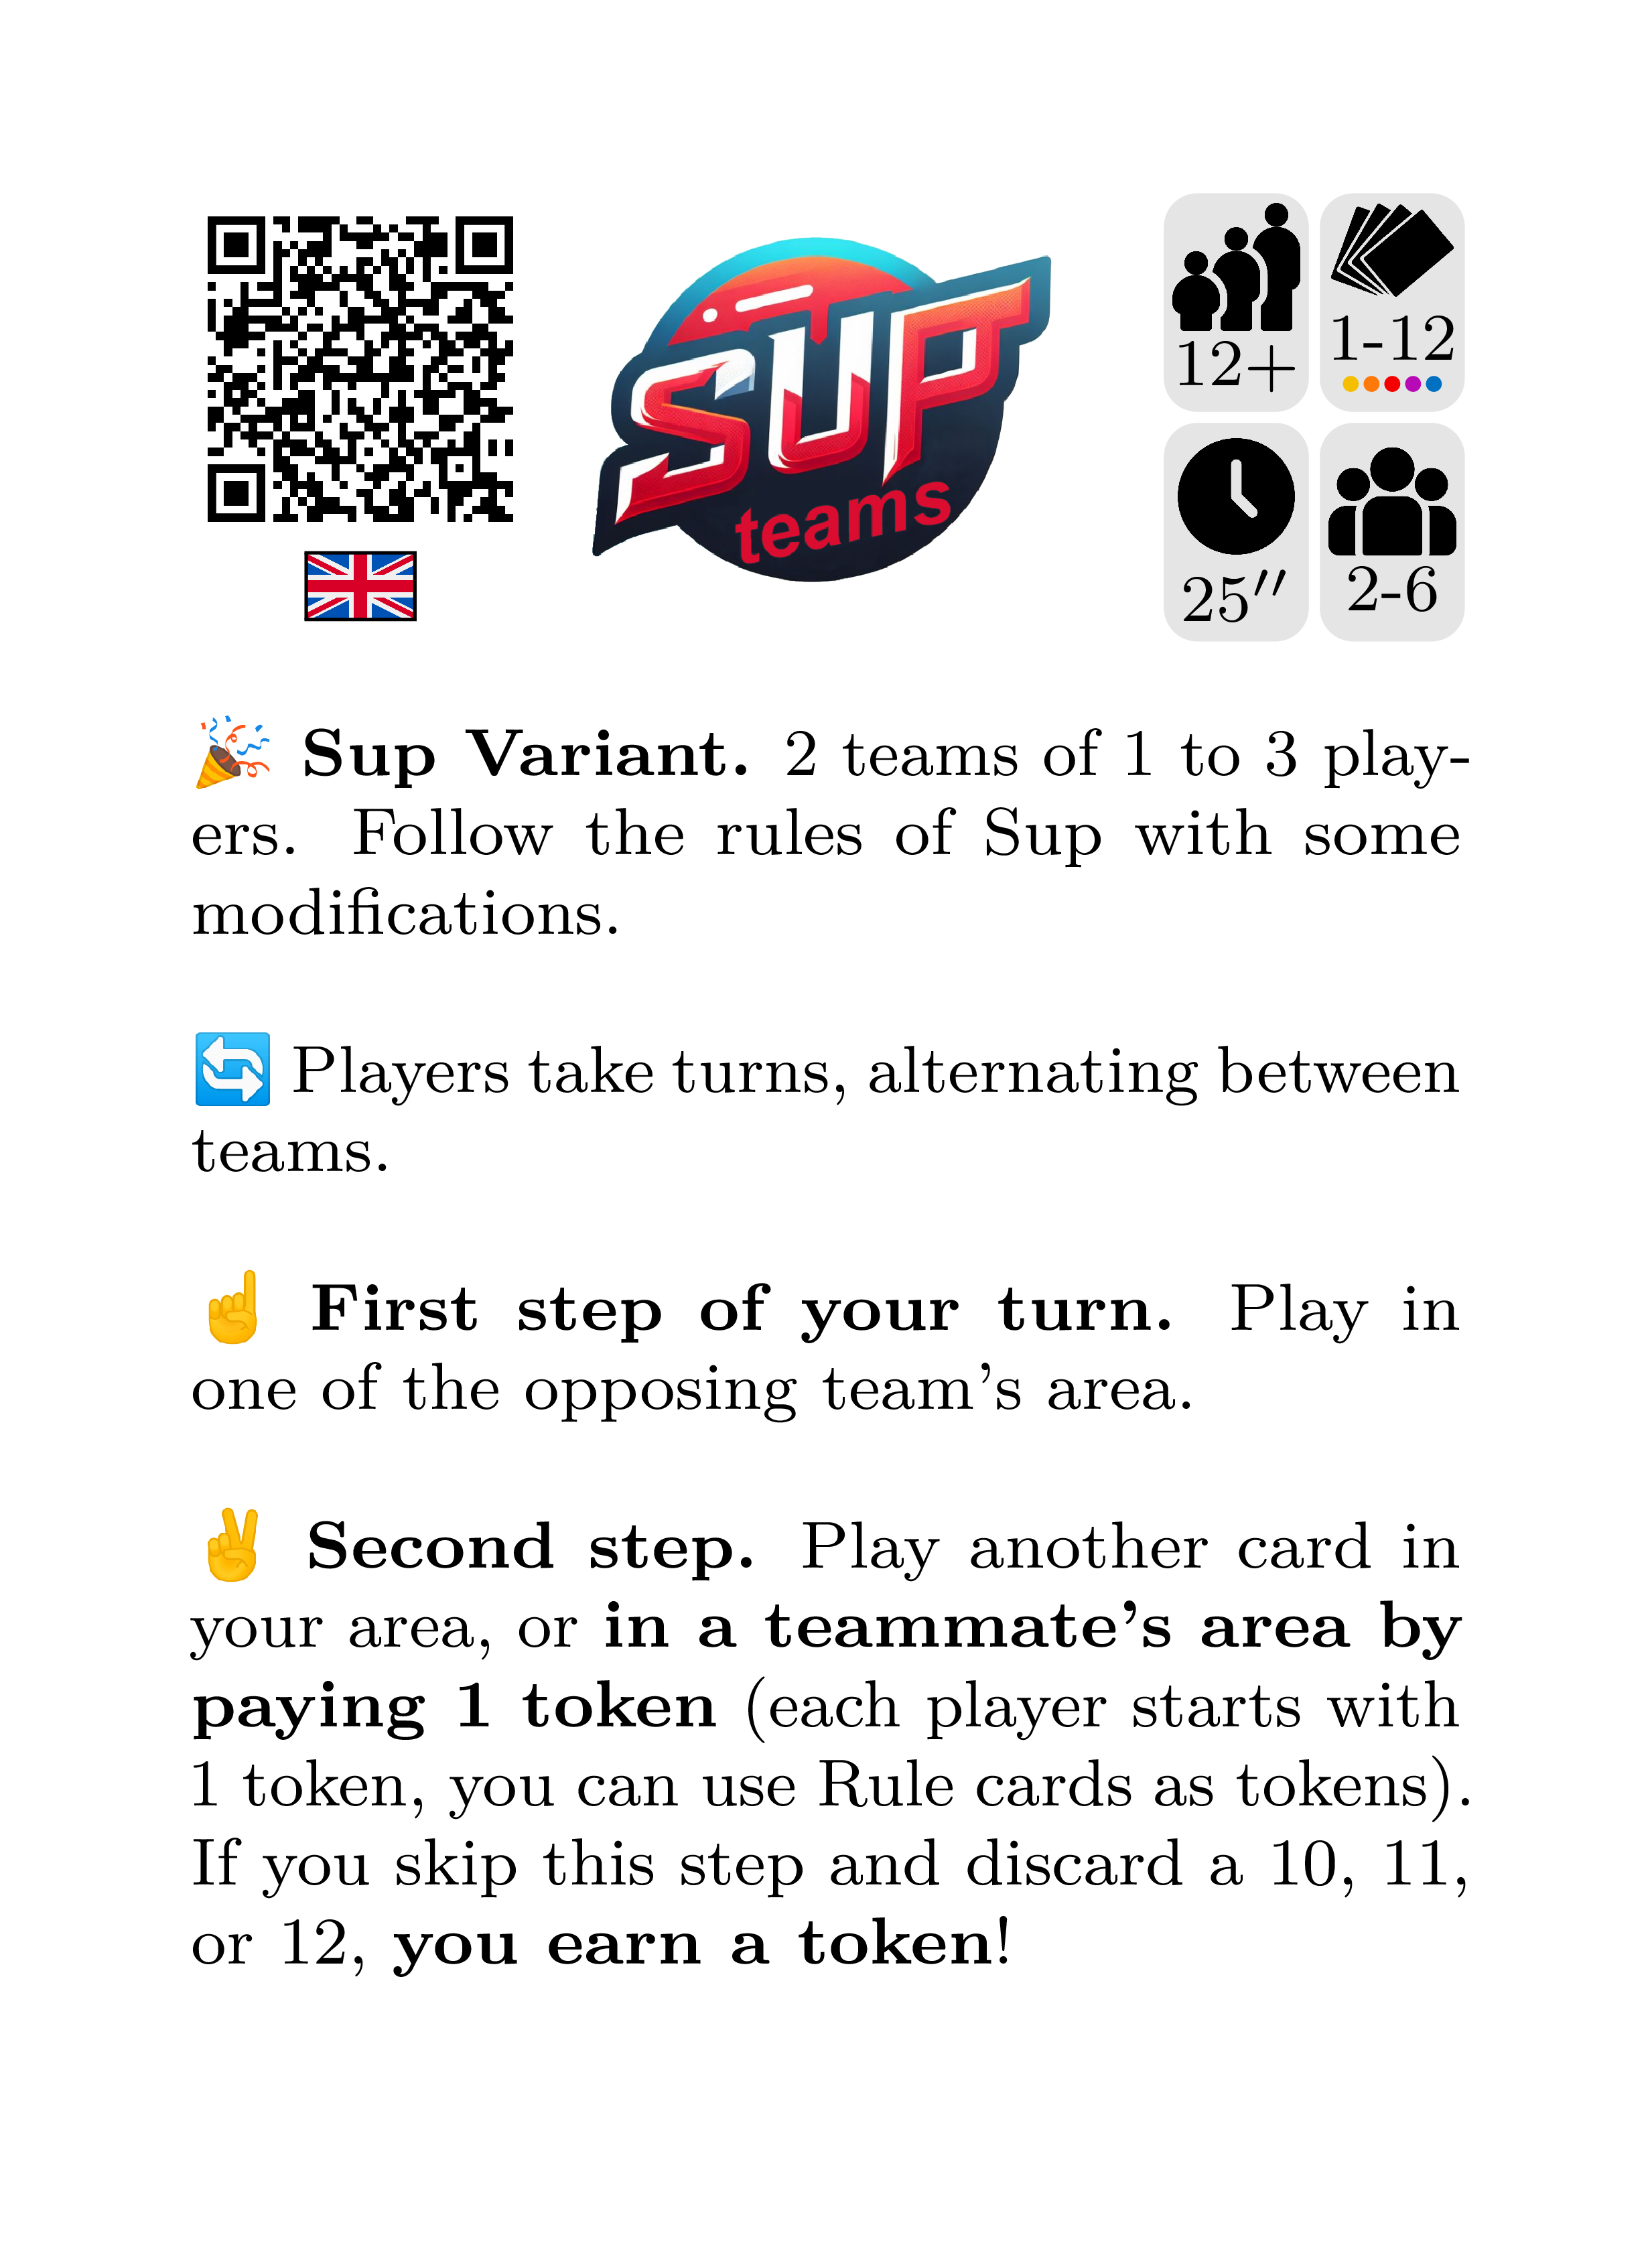 SUP
teams
12+
1-12
25′′
2-6
🎉 Sup Variant. 2 teams of 1 to 3 play-
ers. Follow the rules of Sup with some
modifications.
🔄 Players take turns, alternating between
teams.
☝️ First step of your turn. Play in
one of the opposing team's area.
✌️ Second step. Play another card in
your area, or in a teammate's area by
paying 1 token (each player starts with
1 token, you can use Rule cards as tokens).
If you skip this step and discard a 10, 11,
or 12, you earn a token!